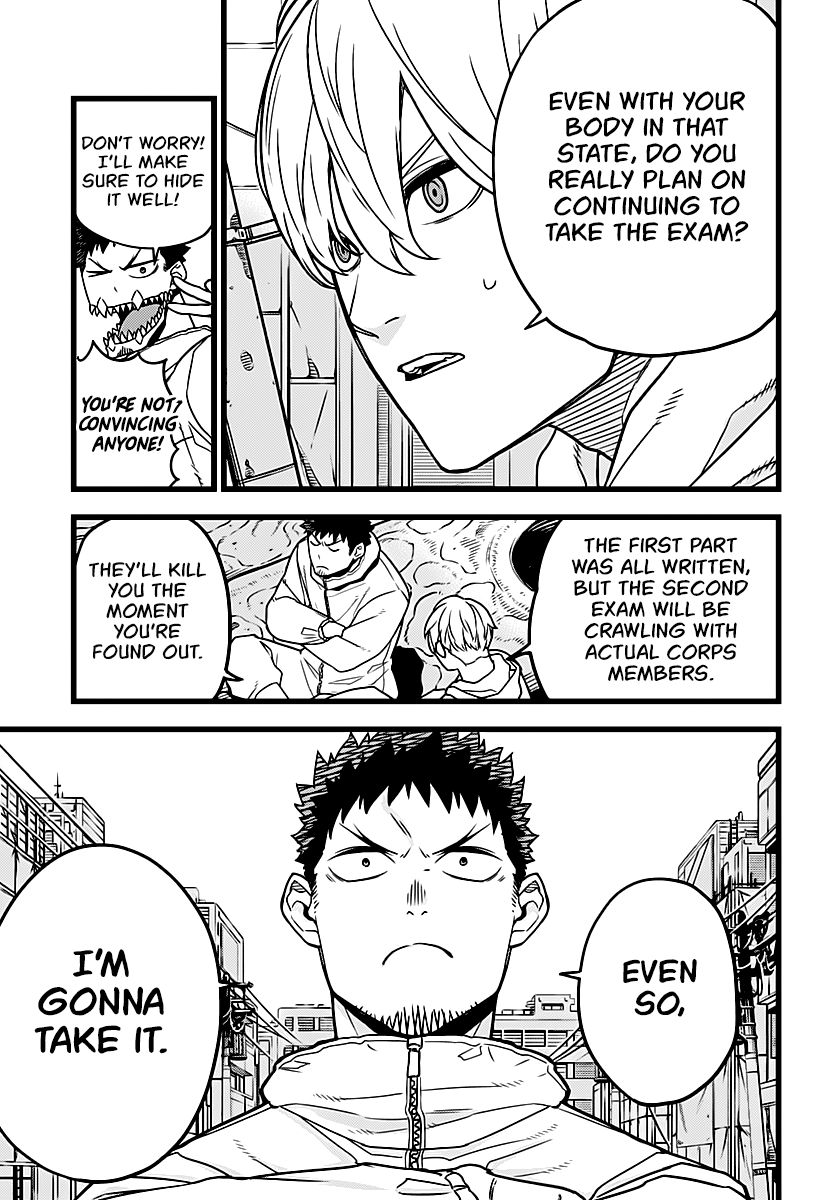 EVEN WITH YOUR
BODY IN THAT
STATE, DO YOU
REALLY PLAN ON
CONTINUING TO
TAKE THE EXAM?
DON'T WORRY!
I'LL MAKE
SURE TO HIDE
IT WELL!
YOU'RE NOT
CONVINCING
ANYONE!
THE FIRST PART
WAS ALL WRITTEN,
BUT THE SECOND
EXAM WILL BE
CRAWLING WITH
ACTUAL CORPS
MEMBERS.
THEY'LL KILL
YOU THE
MOMENT
YOU'RE
FOUND OUT.
EVEN
SO,
I'M
GONNA
TAKE IT.